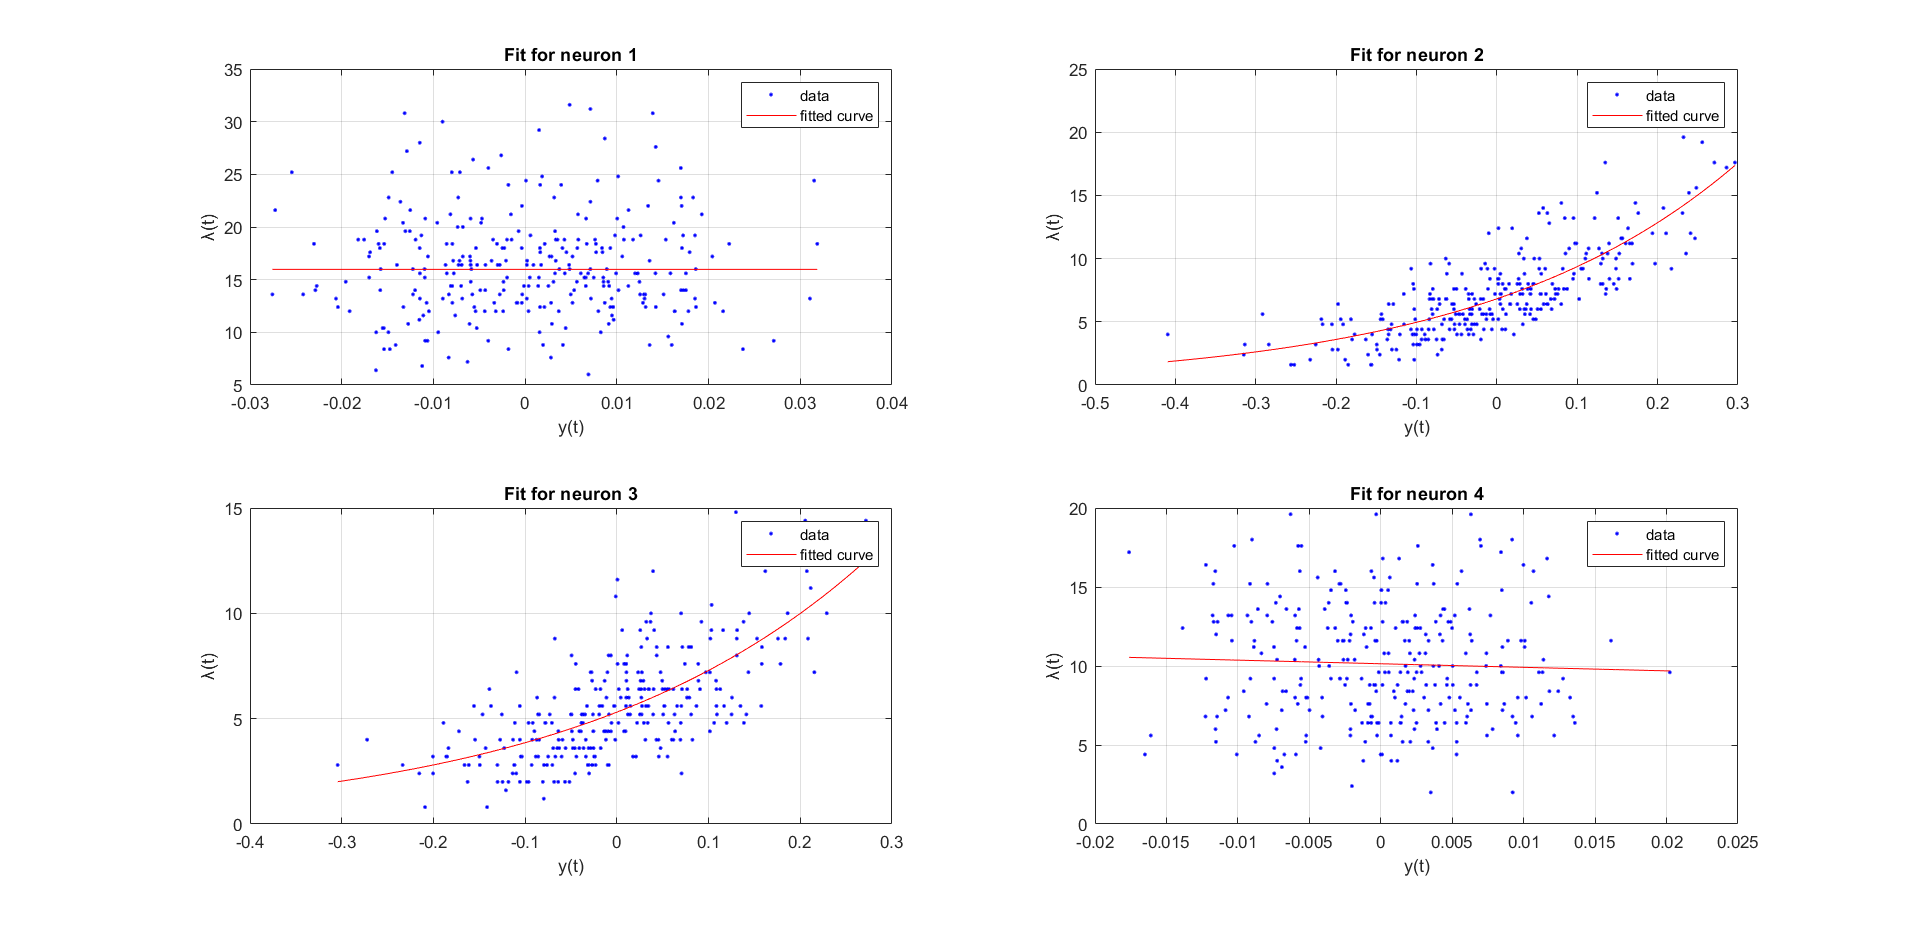 Fit for neuron 1
35
30
25
20
15
10
5
λ(t)
data
fitted curve
-0.03 -0.02 -0.01 0 0.01 0.02 0.03 0.04
y(t)
Fit for neuron 2
25
20
15
10
5
0
λ(t)
data
fitted curve
-0.5 -0.4 -0.3 -0.2 -0.1 0 0.1 0.2 0.3
y(t)
Fit for neuron 3
15
10
5
0
λ(t)
data
fitted curve
-0.4 -0.3 -0.2 -0.1 0 0.1 0.2 0.3
y(t)
Fit for neuron 4
20
15
10
5
0
λ(t)
data
fitted curve
-0.02 -0.015 -0.01 -0.005 0 0.005 0.01 0.015 0.02 0.025
y(t)